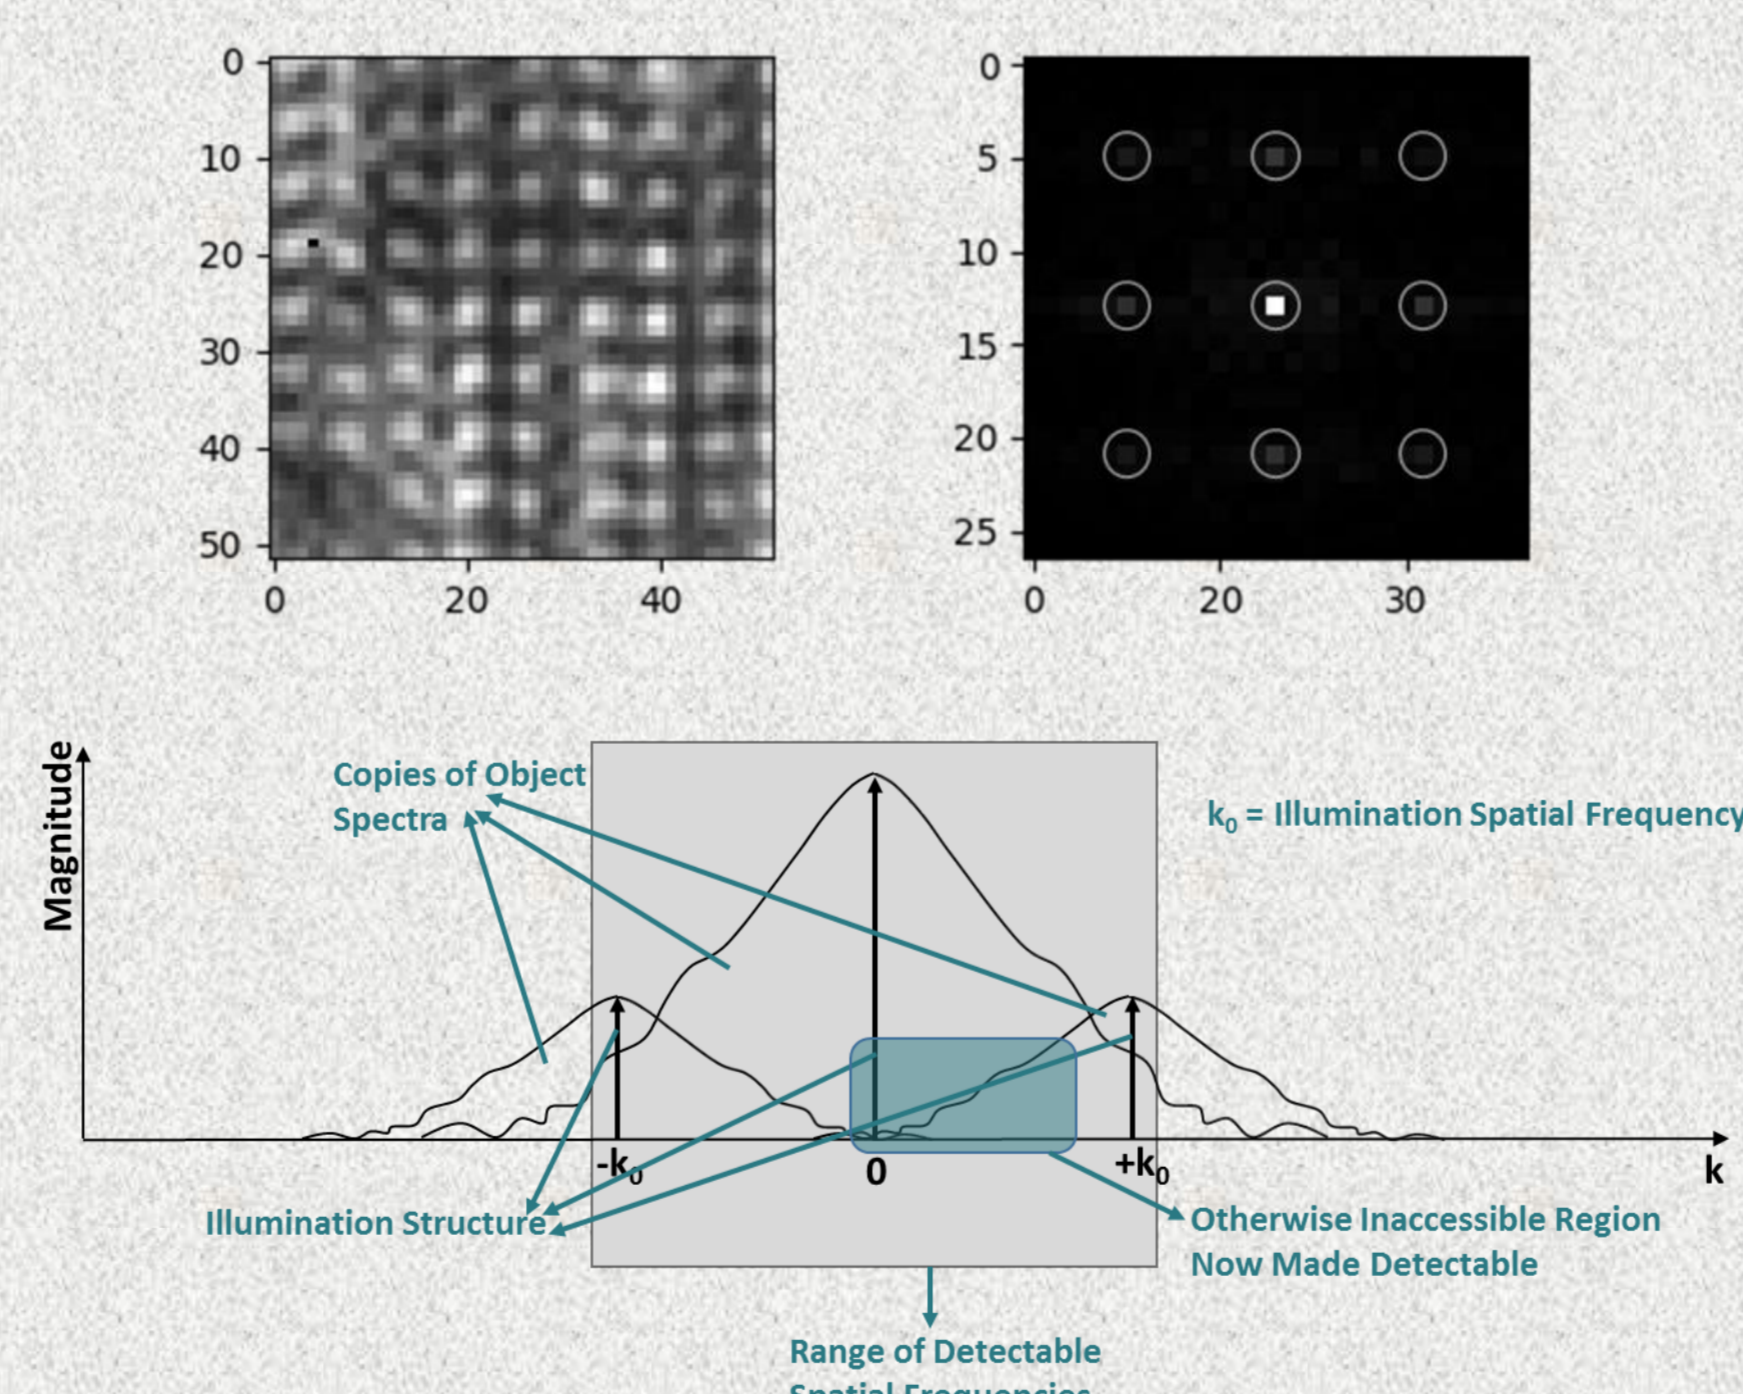 0
10
20
30
40
50
0 20 40
0
5
10
15
20
25
0 20 30
Magnitude
Copies of Object
Spectra
k₀ = Illumination Spatial Frequency
-k₀
0
+k₀
k
Illumination Structure
Otherwise Inaccessible Region
Now Made Detectable
Range of Detectable
Spatial Frequencies